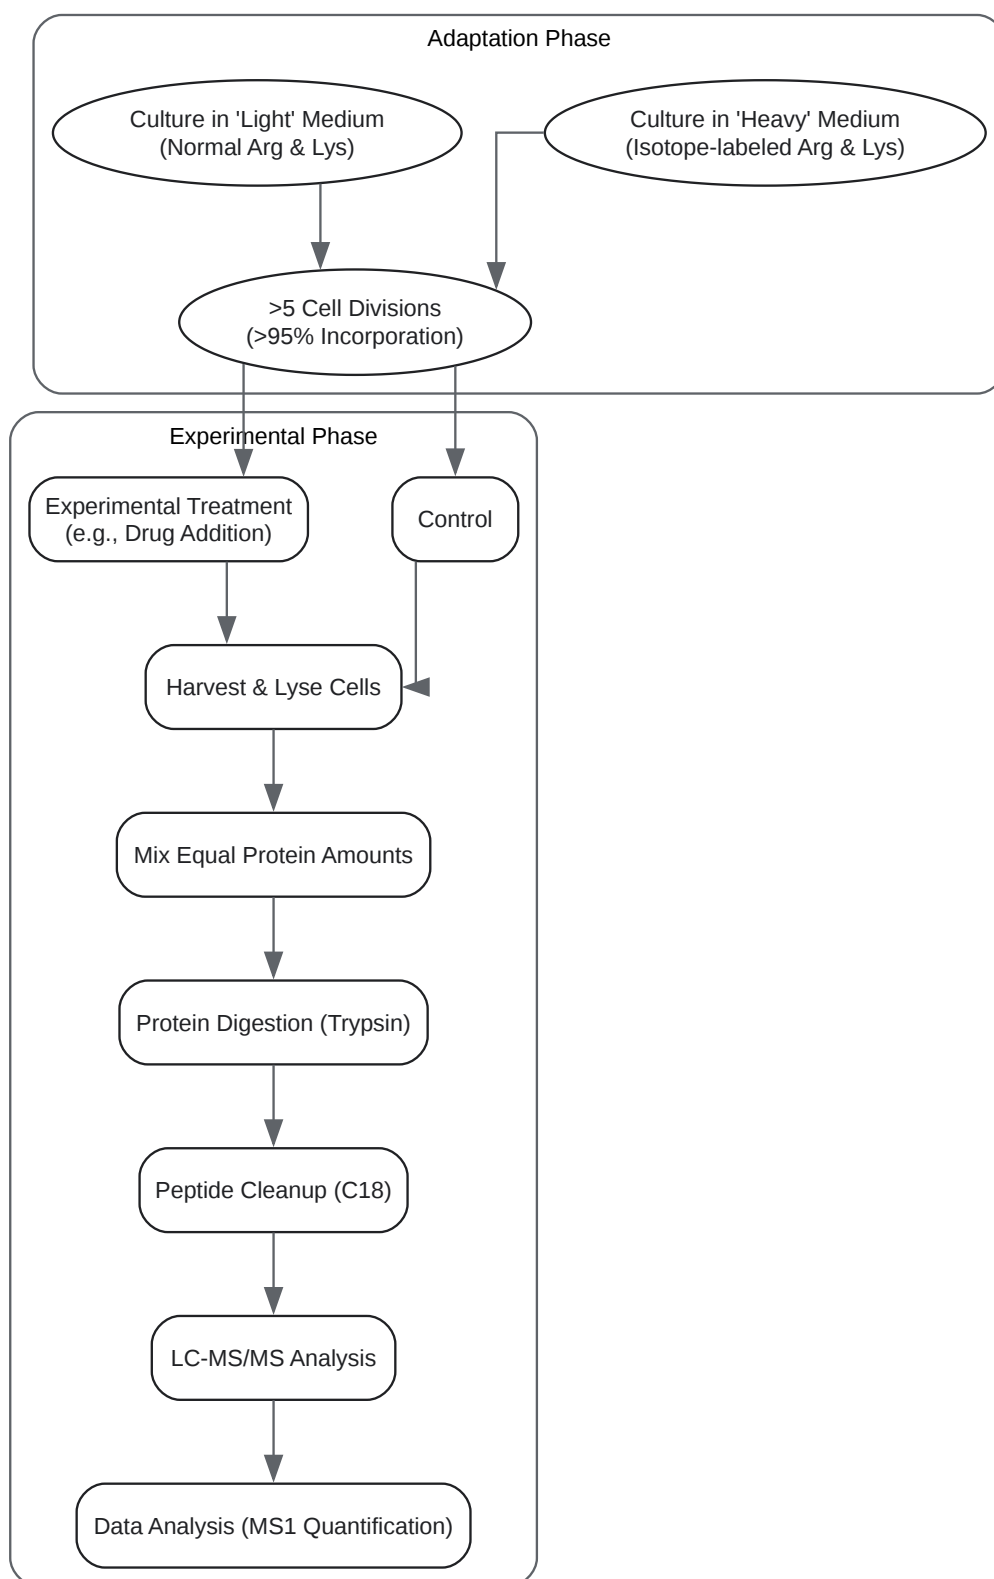 Adaptation Phase
Culture in 'Light' Medium
(Normal Arg & Lys)
Culture in 'Heavy' Medium
(Isotope-labeled Arg & Lys)
>5 Cell Divisions
(>95% Incorporation)
Experimental Phase
Experimental Treatment
(e.g., Drug Addition)
Control
Harvest & Lyse Cells
Mix Equal Protein Amounts
Protein Digestion (Trypsin)
Peptide Cleanup (C18)
LC-MS/MS Analysis
Data Analysis (MS1 Quantification)